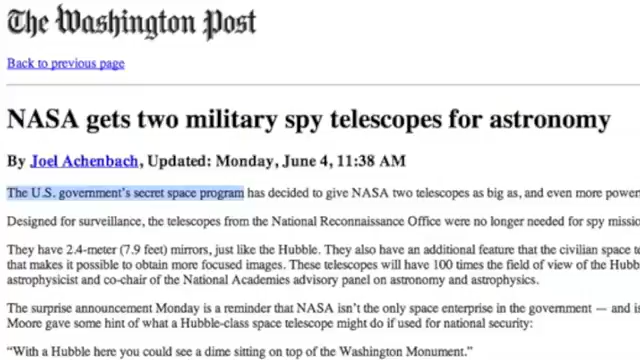 The Washington Post
Back to previous page
NASA gets two military spy telescopes for astronomy
By Joel Achenbach, Updated: Monday, June 4, 11:38 AM
The U.S. government's secret space program has decided to give NASA two telescopes as big as, and even more power
Designed for surveillance, the telescopes from the National Reconnaissance Office were no longer needed for spy missio
They have 2.4-meter (7.9 feet) mirrors, just like the Hubble. They also have an additional feature that the civilian space te
that makes it possible to obtain more focused images. These telescopes will have 100 times the field of view of the Hubb
astrophysicist and co-chair of the National Academies advisory panel on astronomy and astrophysics.
The surprise announcement Monday is a reminder that NASA isn't the only space enterprise in the government — and is
Moore gave some hint of what a Hubble-class space telescope might do if used for national security:
“With a Hubble here you could see a dime sitting on top of the Washington Monument.”